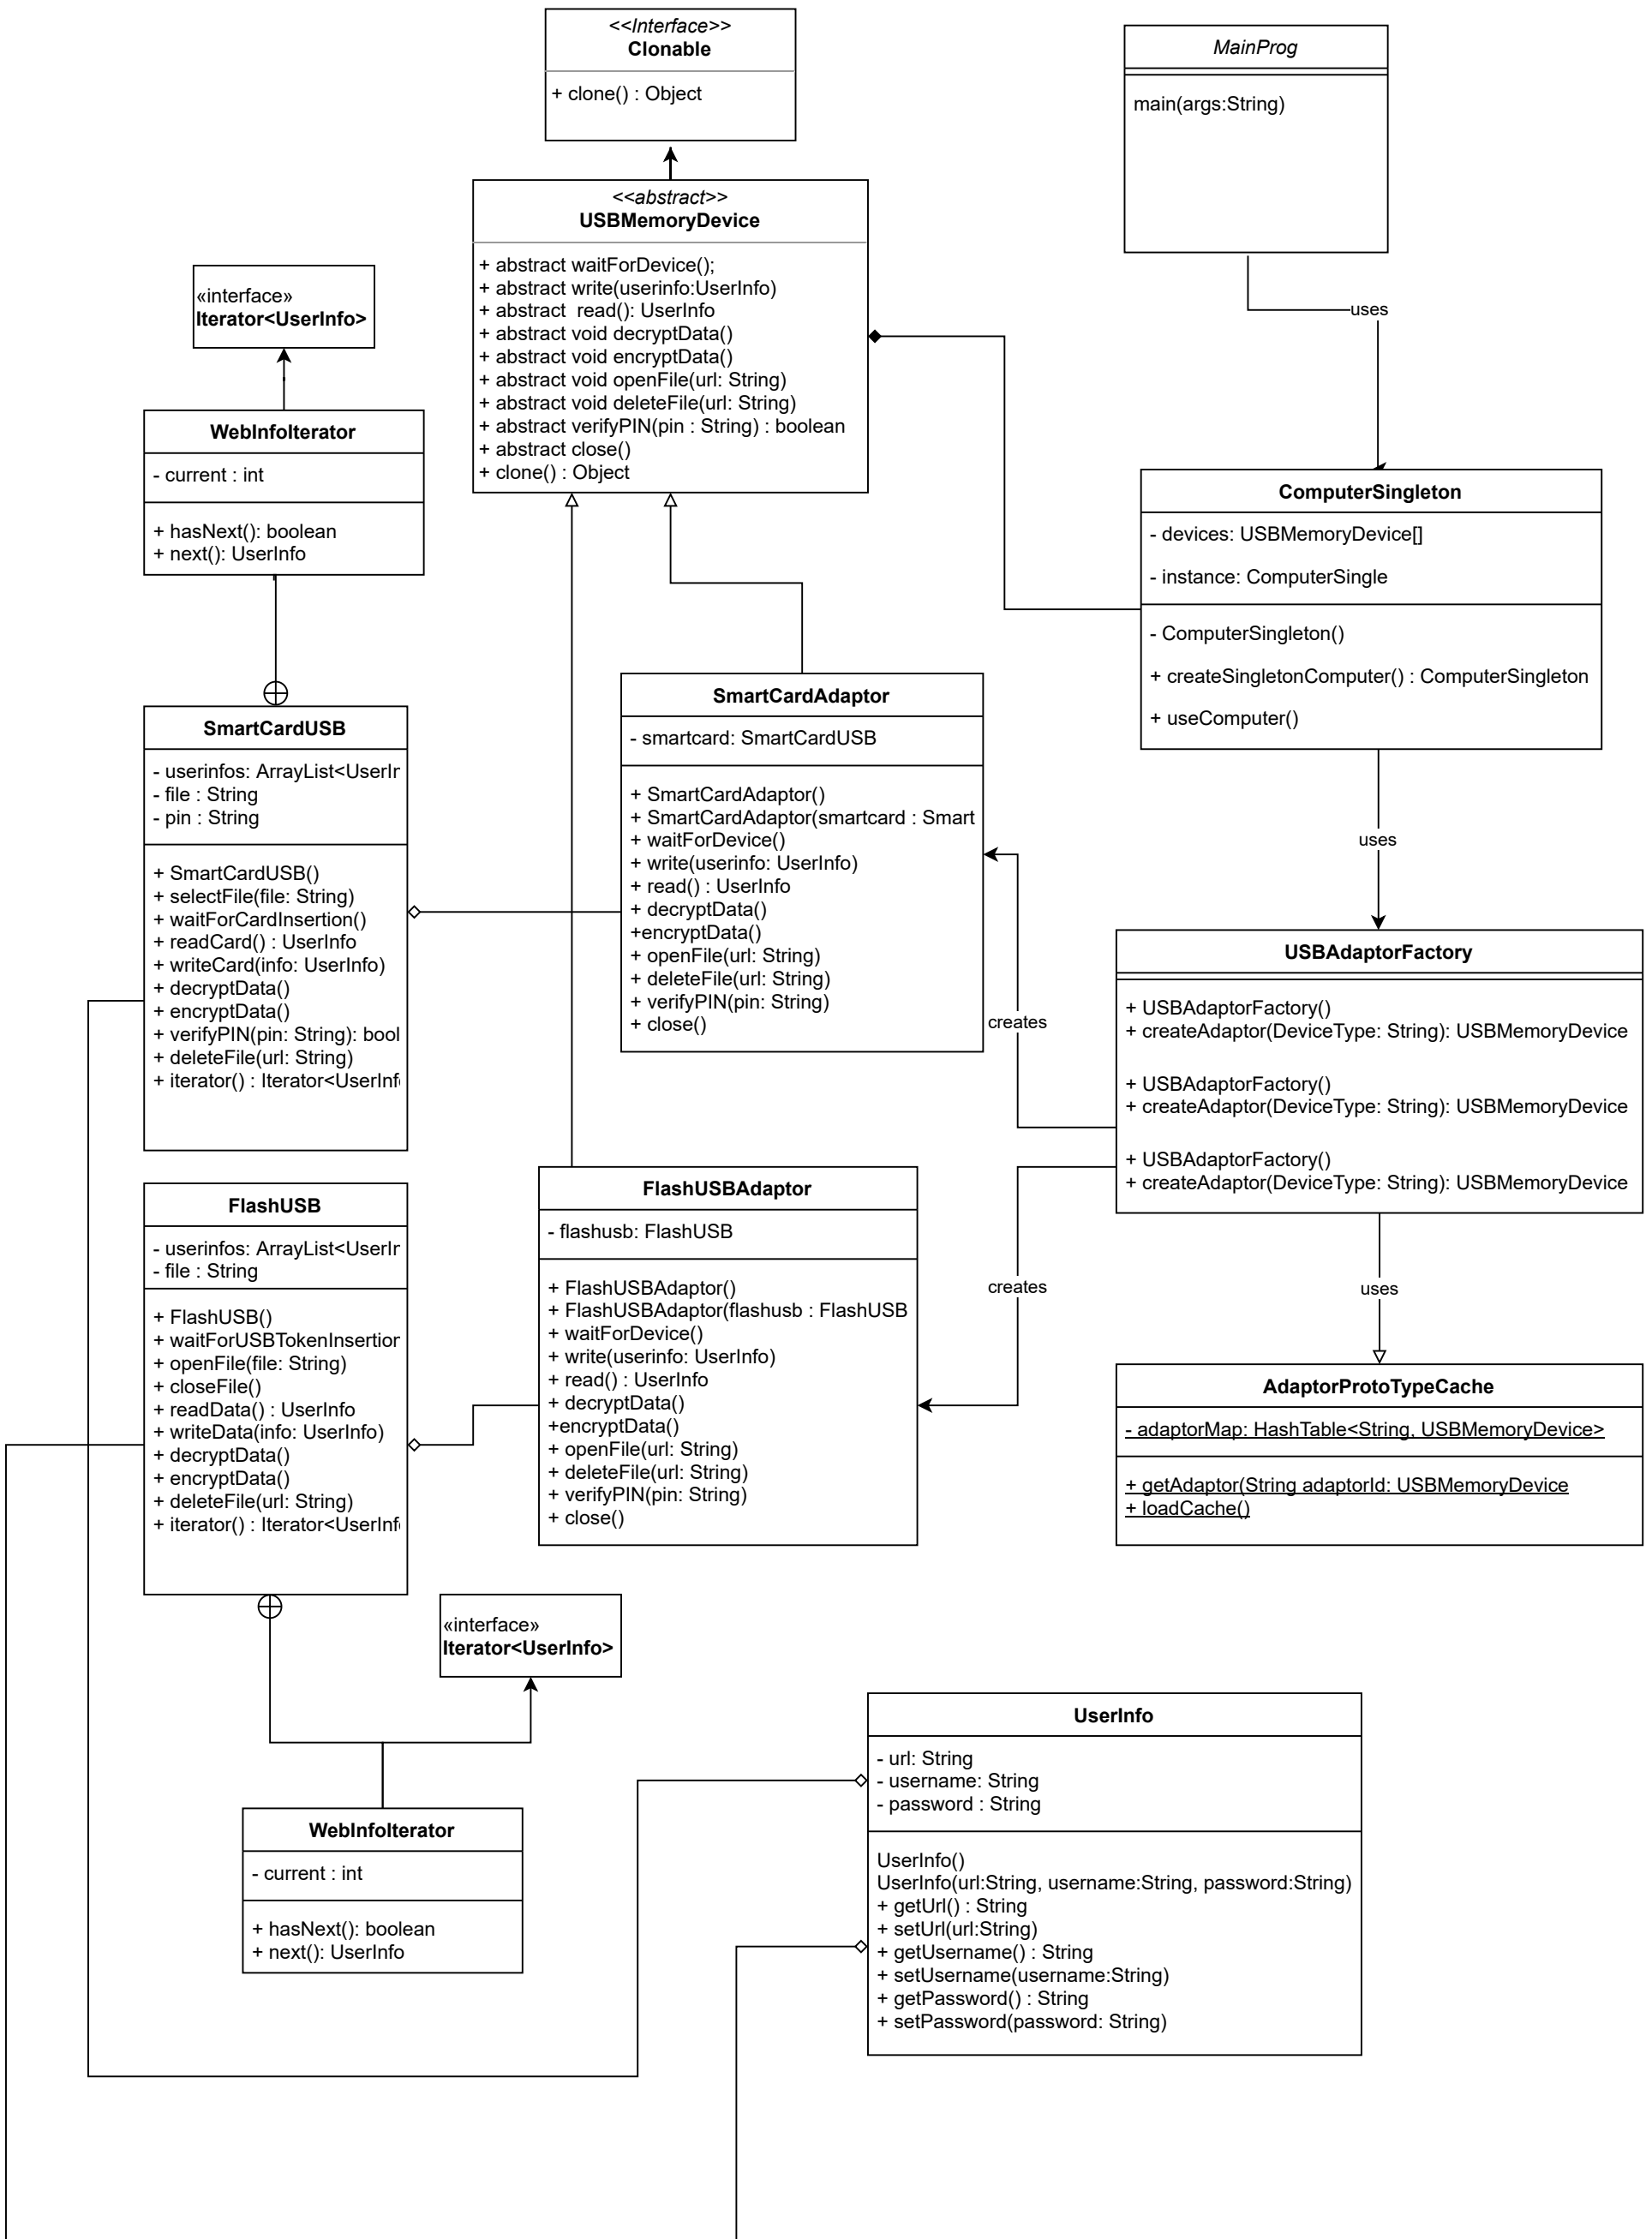 <<Interface>>
Clonable
+ clone() : Object
MainProg
main(args:String)
uses
<<abstract>>
USBMemoryDevice
+ abstract waitForDevice();
+ abstract write(userinfo:UserInfo)
+ abstract  read(): UserInfo
+ abstract void decryptData()
+ abstract void encryptData()
+ abstract void openFile(url: String)
+ abstract void deleteFile(url: String)
+ abstract verifyPIN(pin : String) : boolean
+ abstract close()
+ clone() : Object
«interface»
Iterator<UserInfo>
WebInfoIterator
- current : int
+ hasNext(): boolean
+ next(): UserInfo
ComputerSingleton
- devices: USBMemoryDevice[]
- instance: ComputerSingle
- ComputerSingleton()
+ createSingletonComputer() : ComputerSingleton
+ useComputer()
uses
SmartCardUSB
- userinfos: ArrayList<UserIn
- file : String
- pin : String
+ SmartCardUSB()
+ selectFile(file: String)
+ waitForCardInsertion()
+ readCard() : UserInfo
+ writeCard(info: UserInfo)
+ decryptData()
+ encryptData()
+ verifyPIN(pin: String): bool
+ deleteFile(url: String)
+ iterator() : Iterator<UserInf
SmartCardAdaptor
- smartcard: SmartCardUSB
+ SmartCardAdaptor()
+ SmartCardAdaptor(smartcard : Smart
+ waitForDevice()
+ write(userinfo: UserInfo)
+ read() : UserInfo
+ decryptData()
+encryptData()
+ openFile(url: String)
+ deleteFile(url: String)
+ verifyPIN(pin: String)
+ close()
creates
USBAdaptorFactory
+ USBAdaptorFactory()
+ createAdaptor(DeviceType: String): USBMemoryDevice
+ USBAdaptorFactory()
+ createAdaptor(DeviceType: String): USBMemoryDevice
+ USBAdaptorFactory()
+ createAdaptor(DeviceType: String): USBMemoryDevice
creates
uses
FlashUSB
- userinfos: ArrayList<UserIn
- file : String
+ FlashUSB()
+ waitForUSBTokenInsertion
+ openFile(file: String)
+ closeFile()
+ readData() : UserInfo
+ writeData(info: UserInfo)
+ decryptData()
+ encryptData()
+ deleteFile(url: String)
+ iterator() : Iterator<UserInf
FlashUSBAdaptor
- flashusb: FlashUSB
+ FlashUSBAdaptor()
+ FlashUSBAdaptor(flashusb : FlashUSB
+ waitForDevice()
+ write(userinfo: UserInfo)
+ read() : UserInfo
+ decryptData()
+encryptData()
+ openFile(url: String)
+ deleteFile(url: String)
+ verifyPIN(pin: String)
+ close()
AdaptorProtoTypeCache
- adaptorMap: HashTable<String, USBMemoryDevice>
+ getAdaptor(String adaptorId: USBMemoryDevice
+ loadCache()
«interface»
Iterator<UserInfo>
WebInfoIterator
- current : int
+ hasNext(): boolean
+ next(): UserInfo
UserInfo
- url: String
- username: String
- password : String
UserInfo()
UserInfo(url:String, username:String, password:String)
+ getUrl() : String
+ setUrl(url:String)
+ getUsername() : String
+ setUsername(username:String)
+ getPassword() : String
+ setPassword(password: String)